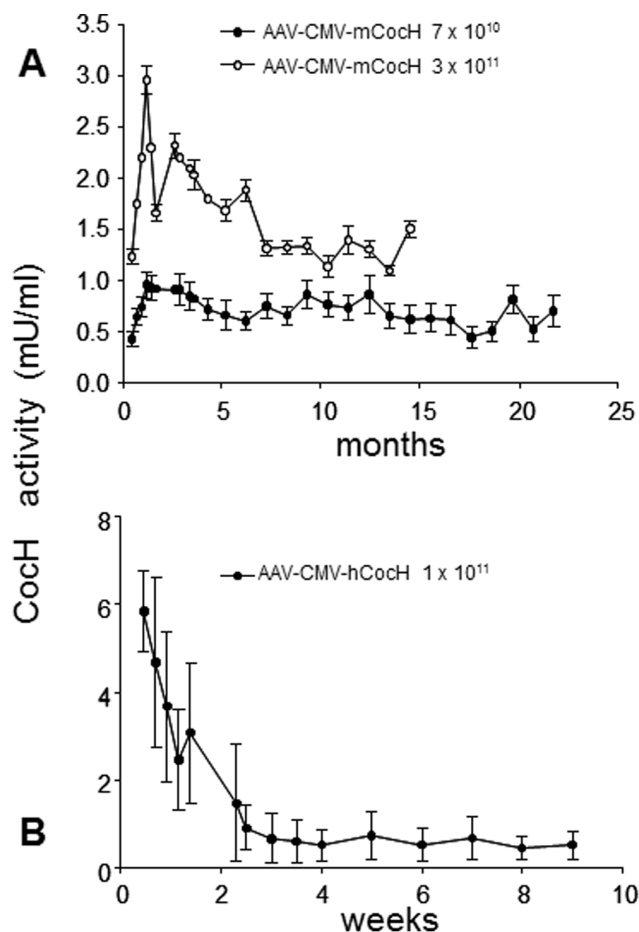 A
AAV-CMV-mCocH 7 x 10¹⁰
AAV-CMV-mCocH 3 x 10¹¹
3.5
3.0
2.5
2.0
1.5
1.0
0.5
0.0
0 5 10 15 20 25
months
CocH activity (mU/ml)
B
AAV-CMV-hCocH 1 x 10¹¹
8
6
4
2
0
0 2 4 6 8 10
weeks